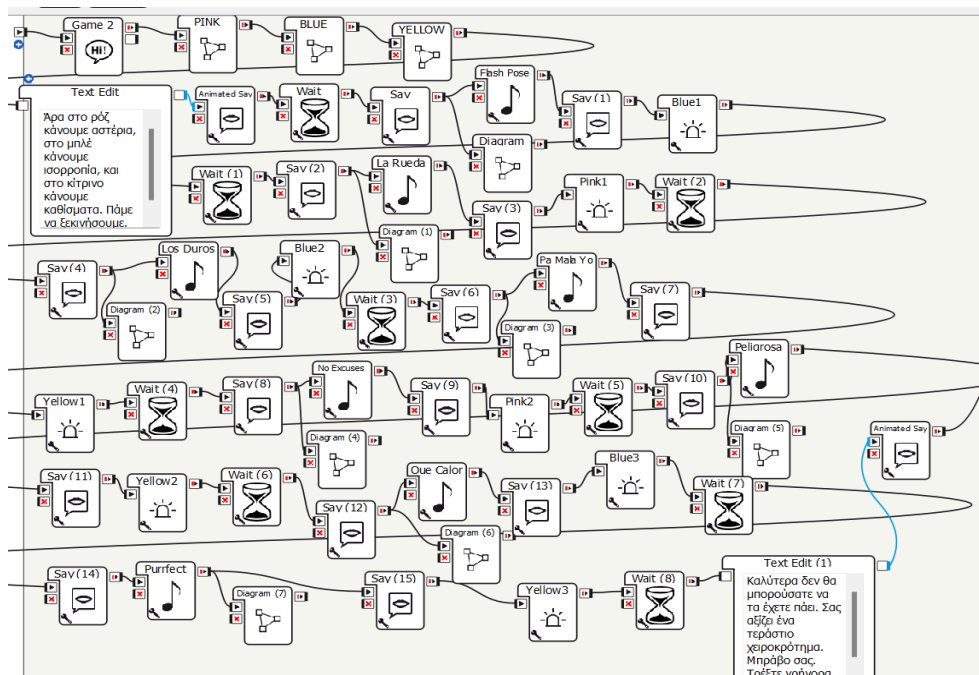 Game 2
PINK
BLUE
YELLOW
Hi!
Text Edit
Άρα στο ρόζ
κάνουμε αστέρια,
στο μπλέ
κάνουμε
ισορροπία, και
στο κίτρινο
κάνουμε
καθίσματα. Πάμε
να ξεκινήσουμε.
Animated Say
Wait
Say
Flash Pose
Say (1)
Blue1
Diagram
Wait (1)
Say (2)
La Rueda
Diagram (1)
Say (3)
Pink1
Wait (2)
Say (4)
Diagram (2)
Los Duros
Say (5)
Blue2
Wait (3)
Say (6)
Diagram (3)
Pa Mala Yo
Say (7)
Yellow1
Wait (4)
Say (8)
Diagram (4)
No Excuses
Say (9)
Pink2
Wait (5)
Say (10)
Peligrosa
Diagram (5)
Animated Say
Say (11)
Yellow2
Wait (6)
Say (12)
Que Calor
Diagram (6)
Say (13)
Blue3
Wait (7)
Say (14)
Purrfect
Diagram (7)
Say (15)
Yellow3
Wait (8)
Text Edit (1)
Καλύτερα δεν θα
μπορούσατε να
τα έχετε πάει. Σας
αξίζει ένα
τεράστιο
χειροκρότημα.
Μπράβο σας.
Τρέξτε γρήγορα